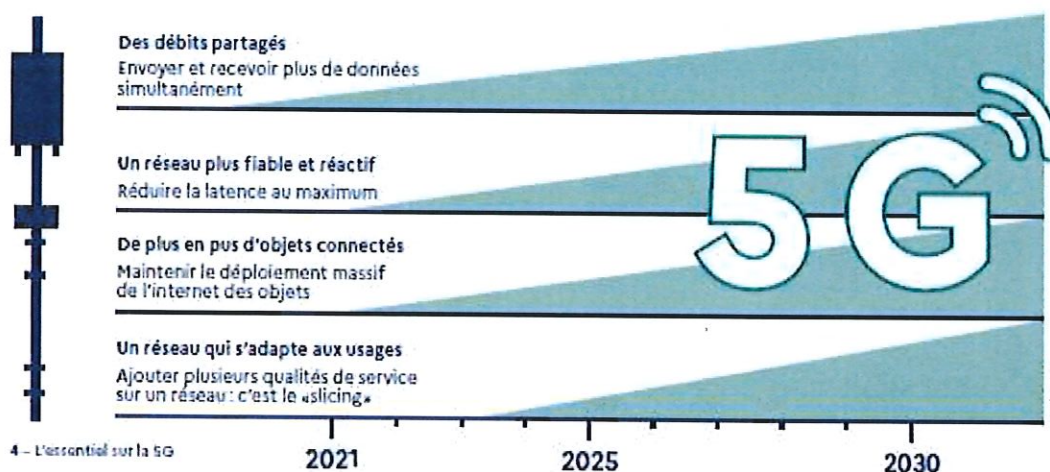 Des débits partagés
Envoyer et recevoir plus de données
simultanément
Un réseau plus fiable et réactif
Réduire la latence au maximum
De plus en pus d'objets connectés
Maintenir le déploiement massif
de l'internet des objets
Un réseau qui s'adapte aux usages
Ajouter plusieurs qualités de service
sur un réseau : c'est le «slicing»
5G
4 – L'essentiel sur la 5G
2021
2025
2030